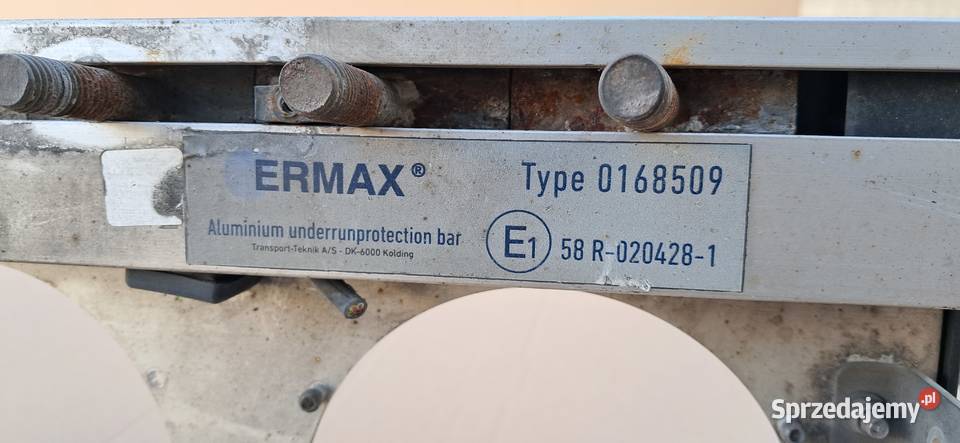 ERMAX®
Type 0168509
Aluminium underrunprotection bar
Transport-Teknik A/S - DK-6000 Kolding
E1
58 R-020428-1
Sprzedajemy.pl